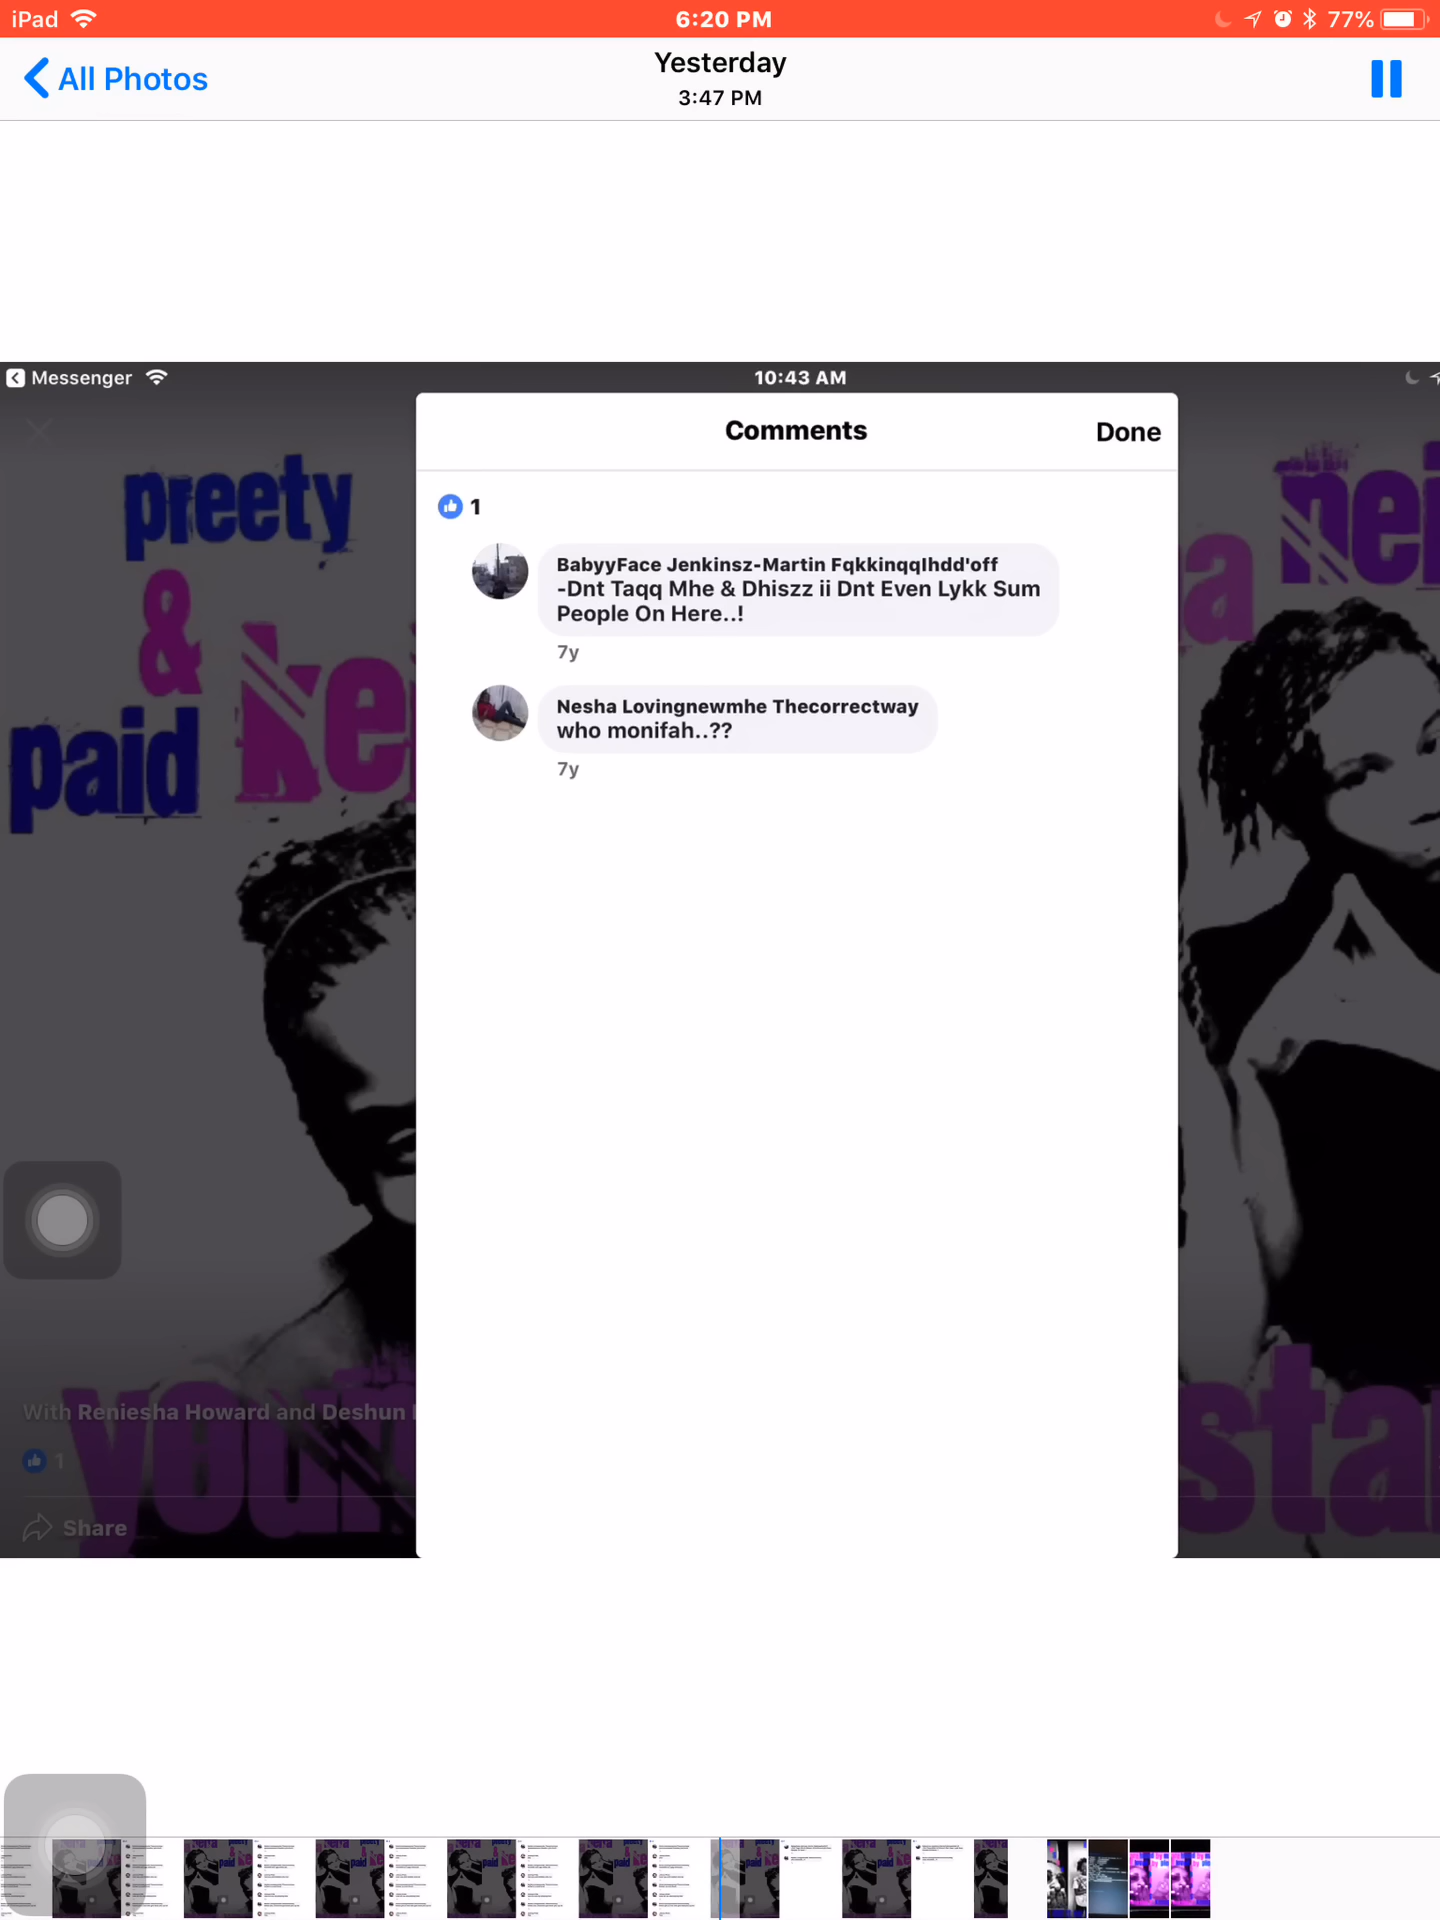 iPad 6:20 PM 77%
All Photos Yesterday
3:47 PM
Messenger 10:43 AM
Comments Done
1
BabyyFace Jenkinsz-Martin FqkkinqqIhdd'off
-Dnt Taqq Mhe & Dhiszz ii Dnt Even Lykk Sum
People On Here..!
7y
Nesha Lovingnewmhe Thecorrectway
who monifah..??
7y
preety
&
paid
With Reniesha Howard and Deshun
1
Share